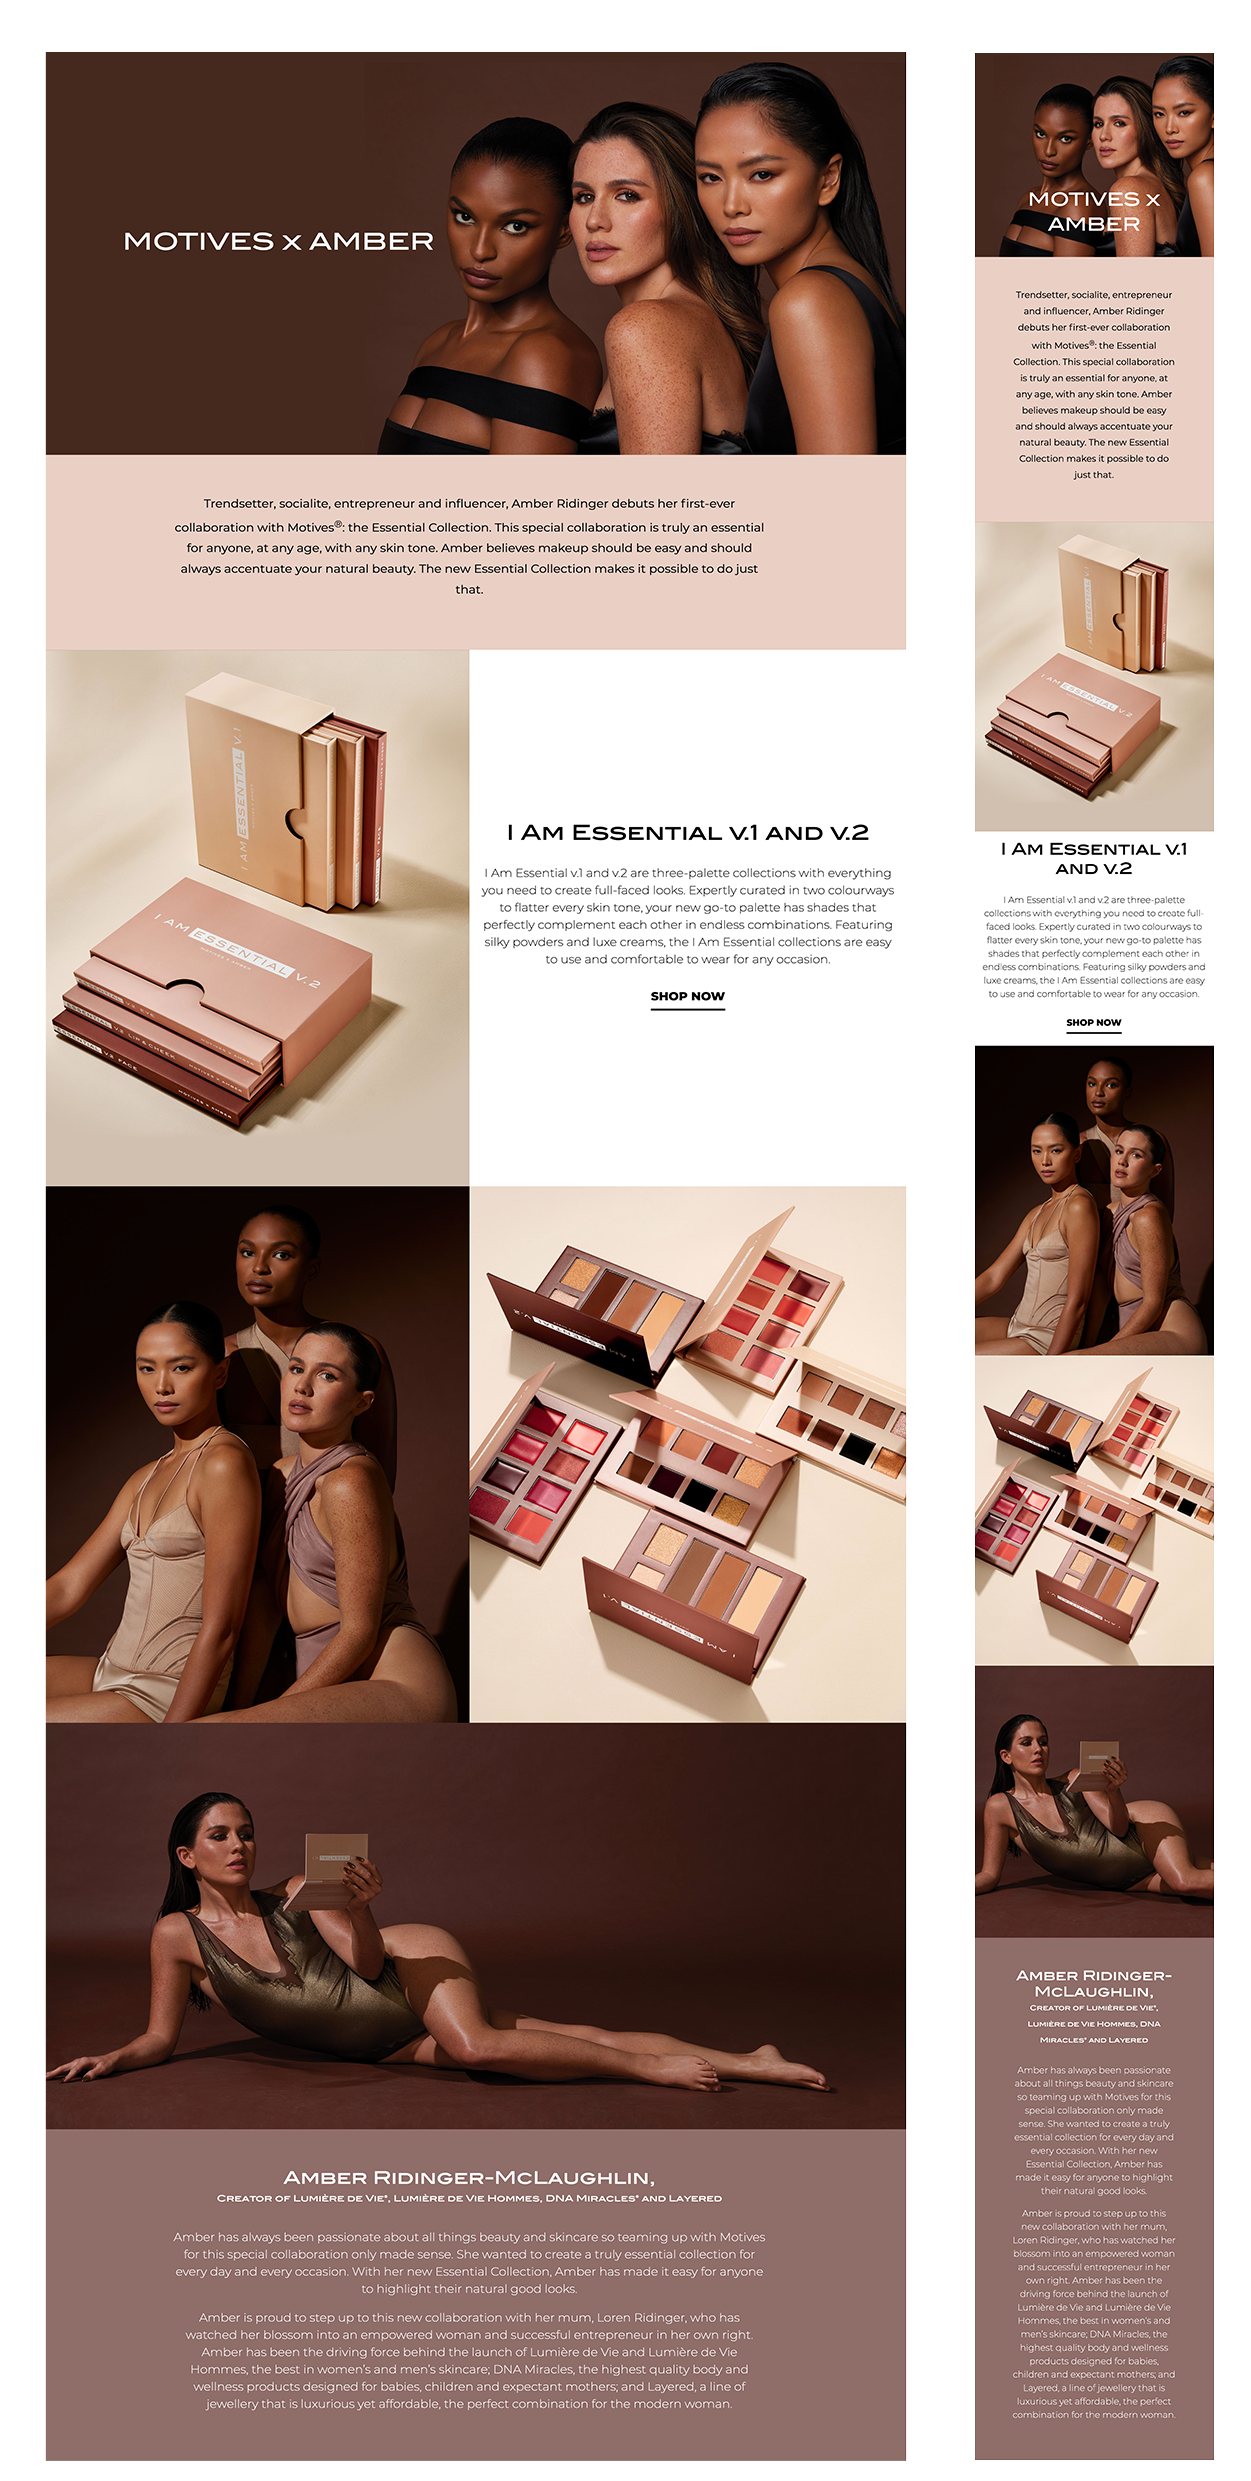 MOTIVES x AMBER
Trendsetter, socialite, entrepreneur and influencer, Amber Ridinger debuts her first-ever
collaboration with Motives®: the Essential Collection. This special collaboration is truly an essential
for anyone, at any age, with any skin tone. Amber believes makeup should be easy and should
always accentuate your natural beauty. The new Essential Collection makes it possible to do just
that.
I AM ESSENTIAL V.1
I AM ESSENTIAL V.2
MOTIVES X AMBER
ESSENTIAL V.2 EYE MOTIVES X AMBER
ESSENTIAL V.2 LIP & CHEEK MOTIVES X AMBER
ESSENTIAL V.2 FACE MOTIVES X AMBER
I AM ESSENTIAL V.1 AND V.2
I Am Essential v.1 and v.2 are three-palette collections with everything
you need to create full-faced looks. Expertly curated in two colourways
to flatter every skin tone, your new go-to palette has shades that
perfectly complement each other in endless combinations. Featuring
silky powders and luxe creams, the I Am Essential collections are easy
to use and comfortable to wear for any occasion.
SHOP NOW
I AM ESSENTIAL V.2
I AM ESSENTIAL V.1
AMBER RIDINGER-MCLAUGHLIN,
CREATOR OF LUMIÈRE DE VIE®, LUMIÈRE DE VIE HOMMES, DNA MIRACLES® AND LAYERED
Amber has always been passionate about all things beauty and skincare so teaming up with Motives
for this special collaboration only made sense. She wanted to create a truly essential collection for
every day and every occasion. With her new Essential Collection, Amber has made it easy for anyone
to highlight their natural good looks.
Amber is proud to step up to this new collaboration with her mum, Loren Ridinger, who has
watched her blossom into an empowered woman and successful entrepreneur in her own right.
Amber has been the driving force behind the launch of Lumière de Vie and Lumière de Vie
Hommes, the best in women's and men's skincare; DNA Miracles, the highest quality body and
wellness products designed for babies, children and expectant mothers; and Layered, a line of
jewellery that is luxurious yet affordable, the perfect combination for the modern woman.
MOTIVES x
AMBER
Trendsetter, socialite, entrepreneur
and influencer, Amber Ridinger
debuts her first-ever collaboration
with Motives®: the Essential
Collection. This special collaboration
is truly an essential for anyone, at
any age, with any skin tone. Amber
believes makeup should be easy
and should always accentuate your
natural beauty. The new Essential
Collection makes it possible to do
just that.
I AM ESSENTIAL V.1
I AM ESSENTIAL V.2
I AM ESSENTIAL V.1
AND V.2
I Am Essential v.1 and v.2 are three-palette
collections with everything you need to create full-
faced looks. Expertly curated in two colourways to
flatter every skin tone, your new go-to palette has
shades that perfectly complement each other in
endless combinations. Featuring silky powders and
luxe creams, the I Am Essential collections are easy
to use and comfortable to wear for any occasion.
SHOP NOW
AMBER RIDINGER-
MCLAUGHLIN,
CREATOR OF LUMIÈRE DE VIE®,
LUMIÈRE DE VIE HOMMES, DNA
MIRACLES® AND LAYERED
Amber has always been passionate
about all things beauty and skincare
so teaming up with Motives for this
special collaboration only made
sense. She wanted to create a truly
essential collection for every day and
every occasion. With her new
Essential Collection, Amber has
made it easy for anyone to highlight
their natural good looks.
Amber is proud to step up to this
new collaboration with her mum,
Loren Ridinger, who has watched her
blossom into an empowered woman
and successful entrepreneur in her
own right. Amber has been the
driving force behind the launch of
Lumière de Vie and Lumière de Vie
Hommes, the best in women's and
men's skincare; DNA Miracles, the
highest quality body and wellness
products designed for babies,
children and expectant mothers; and
Layered, a line of jewellery that is
luxurious yet affordable, the perfect
combination for the modern woman.